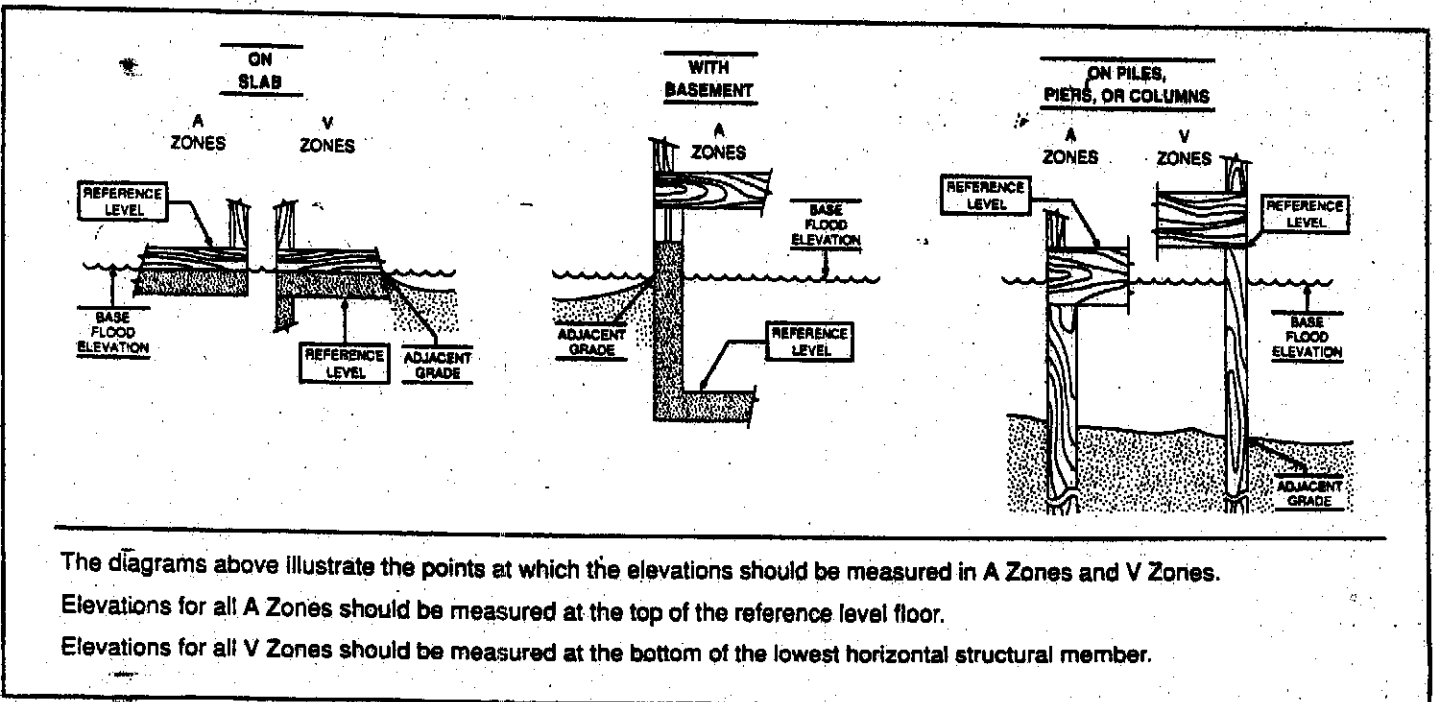 ON
SLAB
A
ZONES
V
ZONES
REFERENCE
LEVEL
BASE
FLOOD
ELEVATION
REFERENCE
LEVEL
ADJACENT
GRADE
WITH
BASEMENT
A
ZONES
BASE
FLOOD
ELEVATION
ADJACENT
GRADE
REFERENCE
LEVEL
ON PILES,
PIERS, OR COLUMNS
A
ZONES
V
ZONES
REFERENCE
LEVEL
REFERENCE
LEVEL
BASE
FLOOD
ELEVATION
ADJACENT
GRADE
The diagrams above illustrate the points at which the elevations should be measured in A Zones and V Zones.
Elevations for all A Zones should be measured at the top of the reference level floor.
Elevations for all V Zones should be measured at the bottom of the lowest horizontal structural member.